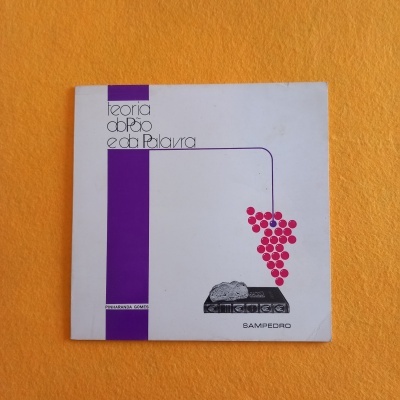 teoria
do Pão
e da Palavra
PINHARANDA GOMES
SAMPEDRO